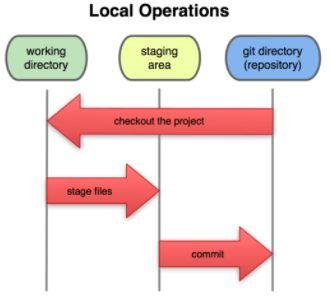 Local Operations
working
directory
staging
area
git directory
(repository)
checkout the project
stage files
commit